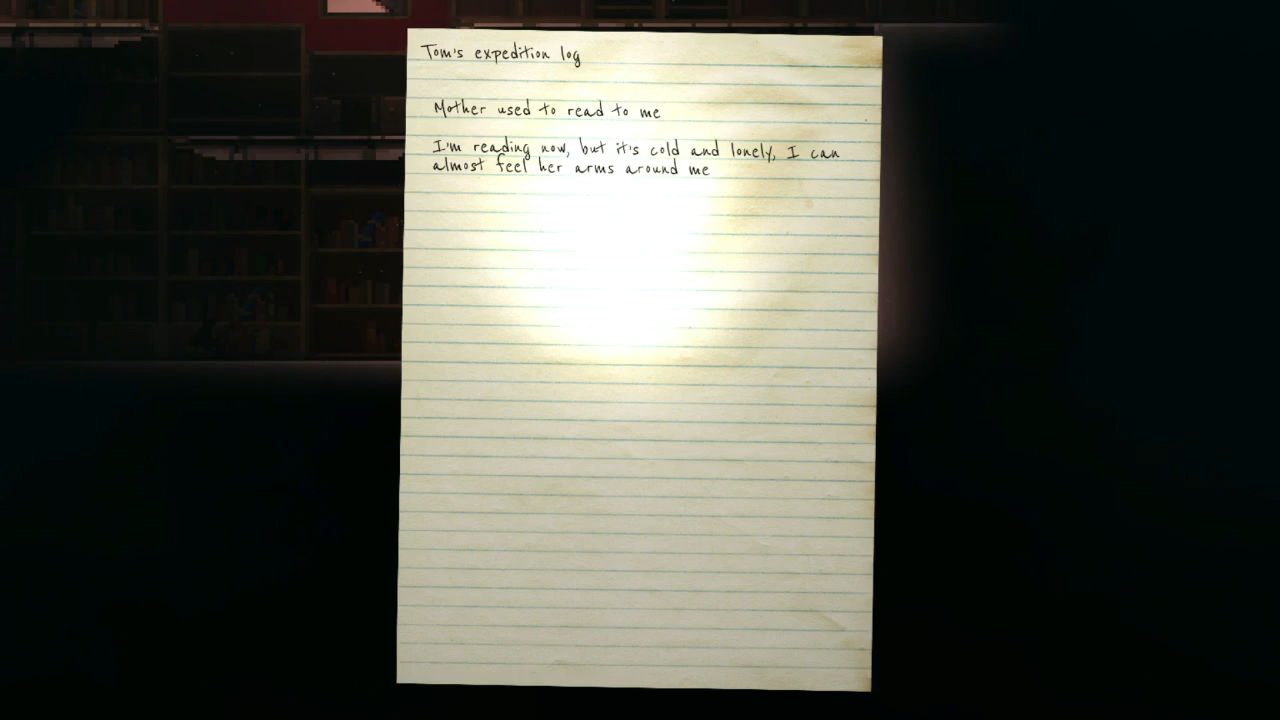 Tom's expedition log
Mother used to read to me
I'm reading now, but it's cold and lonely, I can
almost feel her arms around me